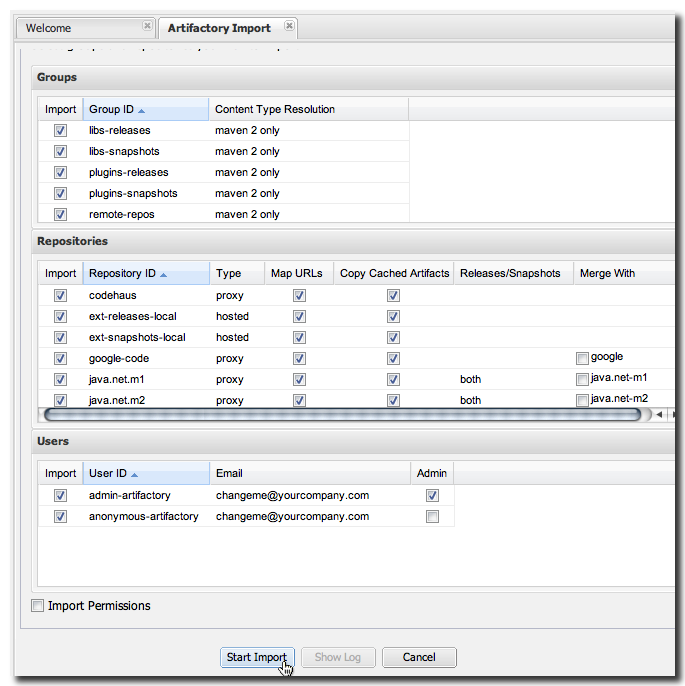 Welcome
Artifactory Import
Groups
Import Group ID Content Type Resolution
libs-releases maven 2 only
libs-snapshots maven 2 only
plugins-releases maven 2 only
plugins-snapshots maven 2 only
remote-repos maven 2 only
Repositories
Import Repository ID Type Map URLs Copy Cached Artifacts Releases/Snapshots Merge With
codehaus proxy
ext-releases-local hosted
ext-snapshots-local hosted
google-code proxy google
java.net.m1 proxy both java.net-m1
java.net.m2 proxy both java.net-m2
Users
Import User ID Email Admin
admin-artifactory changeme@yourcompany.com
anonymous-artifactory changeme@yourcompany.com
Import Permissions
Start Import Show Log Cancel